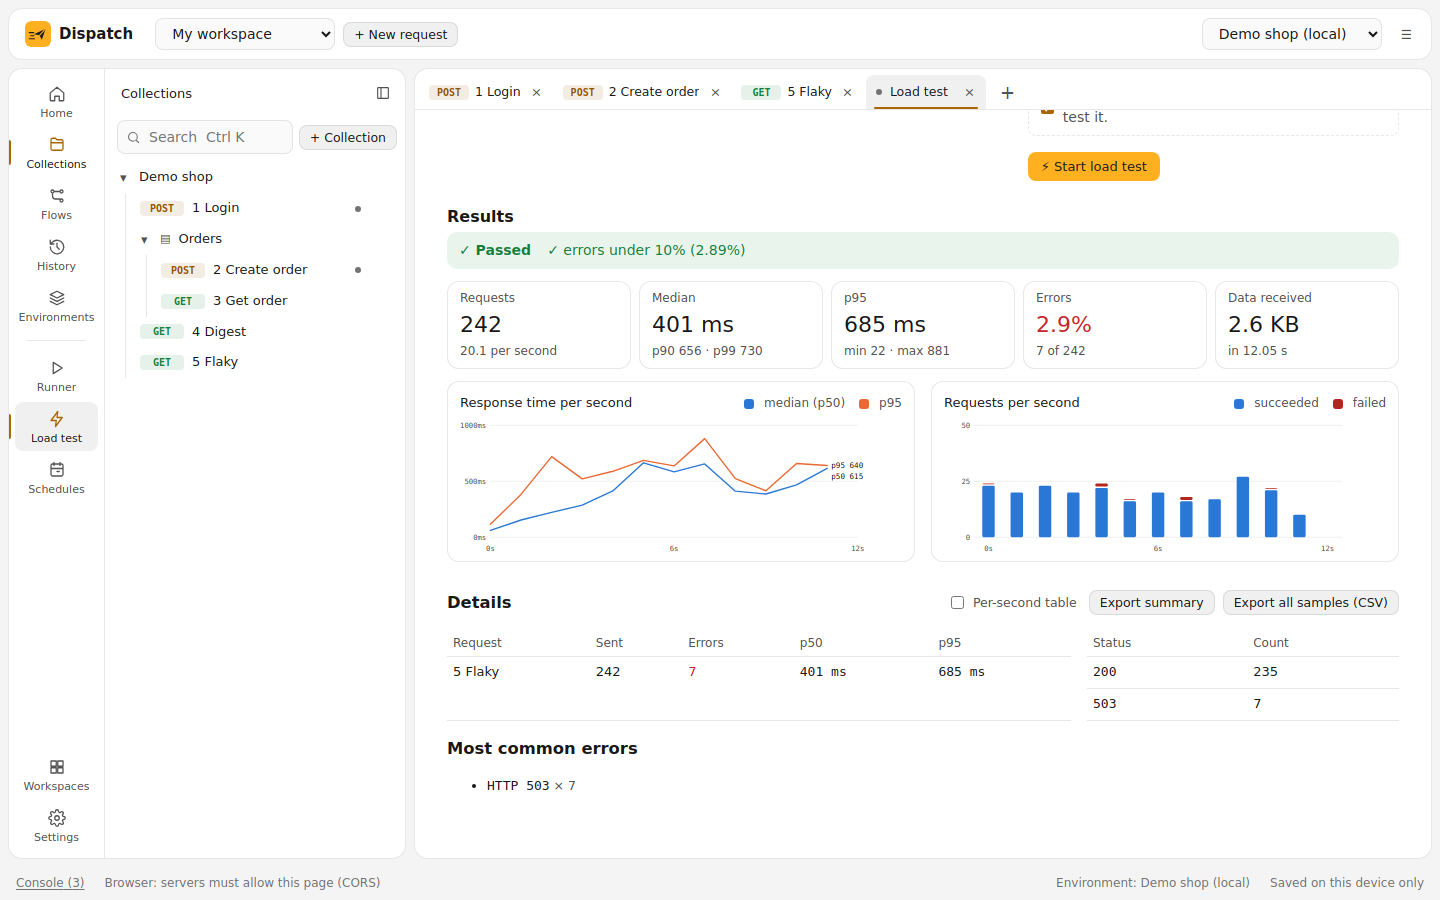 Dispatch
My workspace
+ New request
Demo shop (local)
Home
Collections
Flows
History
Environments
Runner
Load test
Schedules
Workspaces
Settings
Collections
Search Ctrl K
+ Collection
Demo shop
POST 1 Login
Orders
POST 2 Create order
GET 3 Get order
GET 4 Digest
GET 5 Flaky
POST 1 Login ×
POST 2 Create order ×
GET 5 Flaky ×
Load test ×
+
test it.
⚡ Start load test
Results
✓ Passed ✓ errors under 10% (2.89%)
Requests
242
20.1 per second
Median
401 ms
p90 656 · p99 730
p95
685 ms
min 22 · max 881
Errors
2.9%
7 of 242
Data received
2.6 KB
in 12.05 s
Response time per second
median (p50) p95
1000ms
500ms
0ms
p95 640
p50 615
0s 6s 12s
Requests per second
succeeded failed
50
25
0
0s 6s 12s
Details
Per-second table
Export summary
Export all samples (CSV)
Request Sent Errors p50 p95
5 Flaky 242 7 401 ms 685 ms
Status Count
200 235
503 7
Most common errors
• HTTP 503 × 7
Console (3)
Browser: servers must allow this page (CORS)
Environment: Demo shop (local)
Saved on this device only